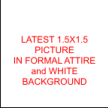 LATEST 1.5X1.5
PICTURE
IN FORMAL ATTIRE
and WHITE
BACKGROUND